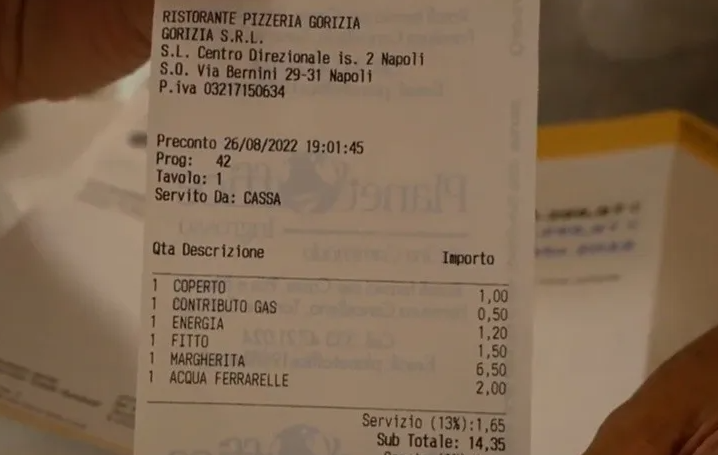 RISTORANTE PIZZERIA GORIZIA
GORIZIA S.R.L.
S.L. Centro Direzionale is. 2 Napoli
S.O. Via Bernini 29-31 Napoli
P.iva 03217150634
Preconto 26/08/2022 19:01:45
Prog: 42
Tavolo: 1
Servito Da: CASSA
Qta Descrizione Importo
1 COPERTO 1,00
1 CONTRIBUTO GAS 0,50
1 ENERGIA 1,20
1 FITTO 1,50
1 MARGHERITA 6,50
1 ACQUA FERRARELLE 2,00
Servizio (13%):1,65
Sub Totale: 14,35